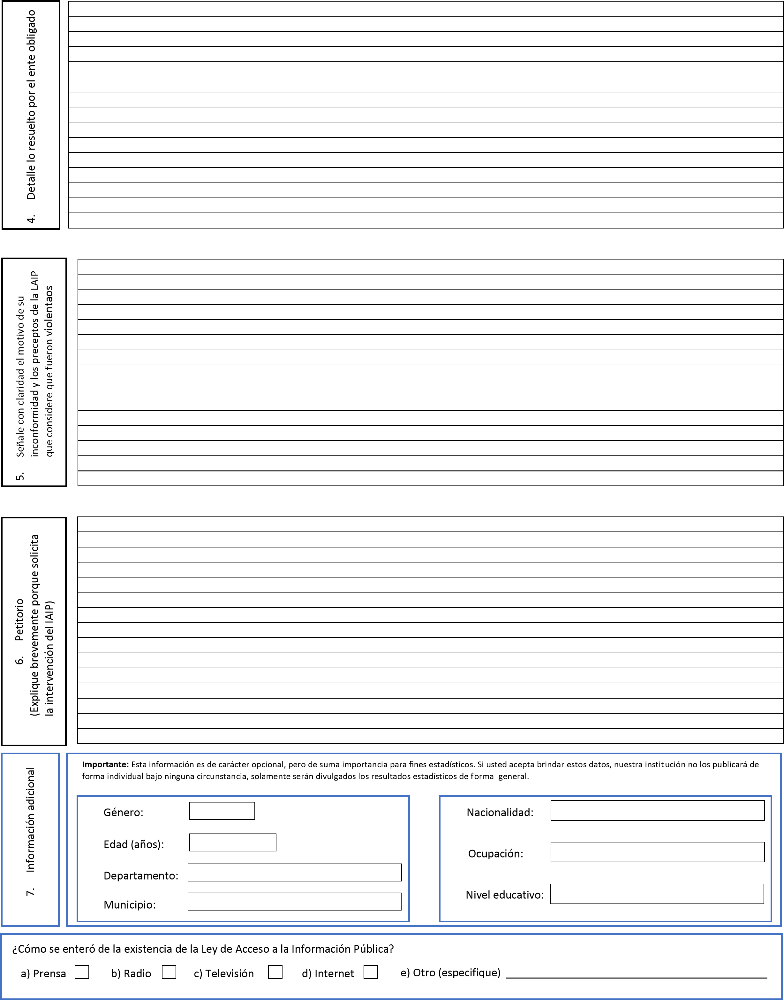 4. Detalle lo resuelto por el ente obligado
5. Señale con claridad el motivo de su
inconformidad y los preceptos de la LAIP
que considere que fueron violentaos
6. Petitorio
(Explique brevemente porque solicita
la intervención del IAIP)
7. Información adicional
Importante: Esta información es de carácter opcional, pero de suma importancia para fines estadísticos. Si usted acepta brindar estos datos, nuestra institución no los publicará de
forma individual bajo ninguna circunstancia, solamente serán divulgados los resultados estadísticos de forma general.
Género:
Edad (años):
Departamento:
Municipio:
Nacionalidad:
Ocupación:
Nivel educativo:
¿Cómo se enteró de la existencia de la Ley de Acceso a la Información Pública?
a) Prensa b) Radio c) Televisión d) Internet e) Otro (especifique)